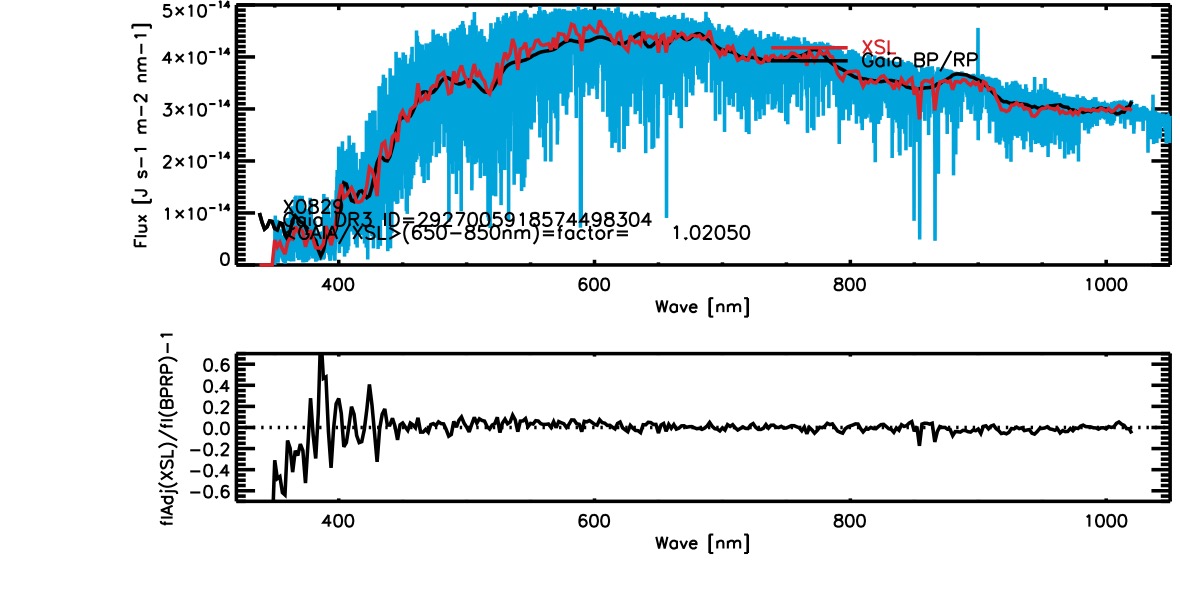 5×10⁻¹⁴
4×10⁻¹⁴
3×10⁻¹⁴
2×10⁻¹⁴
1×10⁻¹⁴
0
Flux [J s−1 m−2 nm−1]
XSL
Gaia BP/RP
X0829
Gaia DR3 ID=2927005918574498304
<GAIA/XSL>(650−850nm)=factor= 1.02050
400 600 800 1000
Wave [nm]
0.6
0.4
0.2
0.0
−0.2
−0.4
−0.6
flAdj(XSL)/fl(BPRP)−1
400 600 800 1000
Wave [nm]